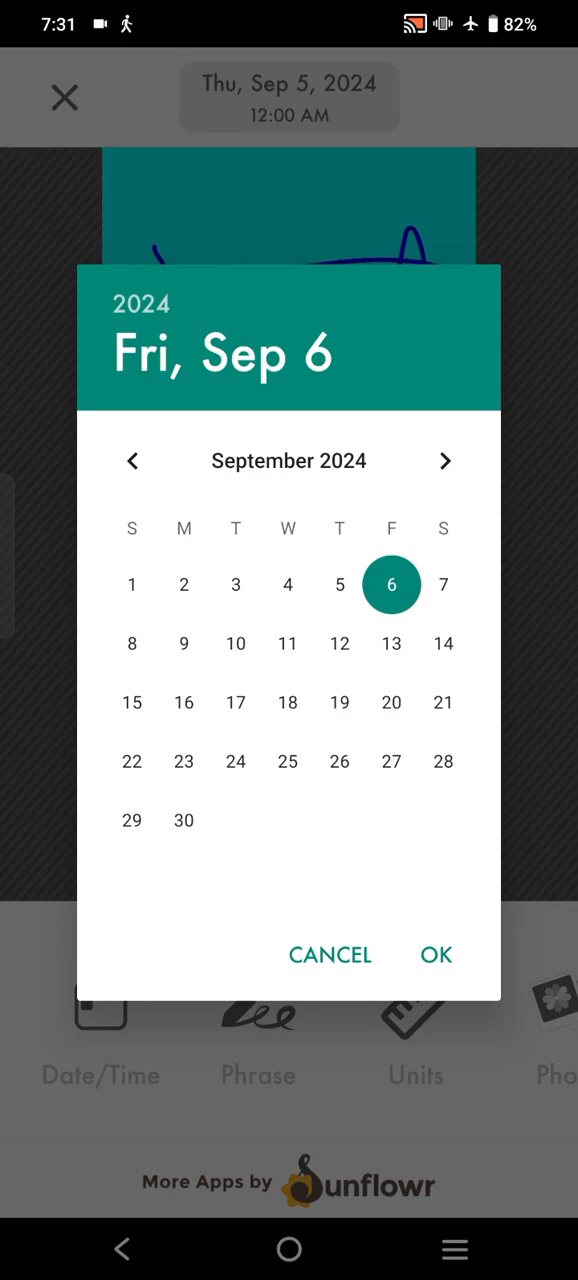 7:31 82%
Thu, Sep 5, 2024
12:00 AM
2024
Fri, Sep 6
September 2024
S M T W T F S
1 2 3 4 5 6 7
8 9 10 11 12 13 14
15 16 17 18 19 20 21
22 23 24 25 26 27 28
29 30
CANCEL OK
Date/Time Phrase Units Pho
More Apps by Sunflowr